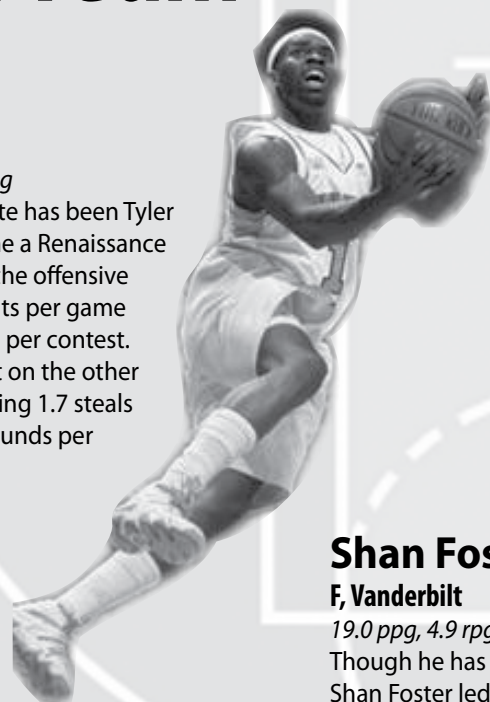 g
te has been Tyler
e a Renaissance
he offensive
ts per game
per contest.
t on the other
ing 1.7 steals
unds per
Shan Fos
F, Vanderbilt
19.0 ppg, 4.9 rpg
Though he has
Shan Foster led